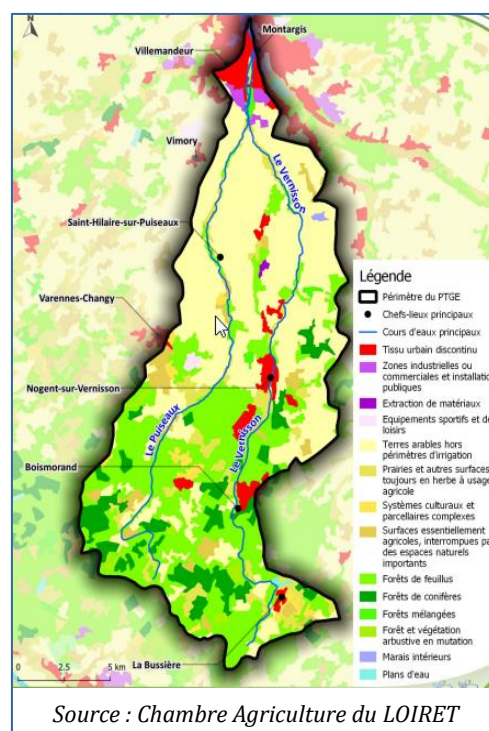 N
Montargis
Villemandeur
Vimory
Le Vernisson
Saint-Hilaire-sur-Puiseaux
Varennes-Changy
Nogent-sur-Vernisson
Le Puiseaux
Le Vernisson
Boismorand
La Bussière
0 2.5 5 km
Légende
Périmètre du PTGE
Chefs-lieux principaux
Cours d'eaux principaux
Tissu urbain discontinu
Zones industrielles ou
commerciales et installatio
publiques
Extraction de matériaux
Equipements sportifs et de
loisirs
Terres arables hors
périmètres d'irrigation
Prairies et autres surfaces
toujours en herbe à usage
agricole
Systèmes culturaux et
parcellaires complexes
Surfaces essentiellement
agricoles, interrompues pa
des espaces naturels
importants
Forêts de feuillus
Forêts de conifères
Forêts mélangées
Forêt et végétation
arbustive en mutation
Marais intérieurs
Plans d'eau
Source : Chambre Agriculture du LOIRET